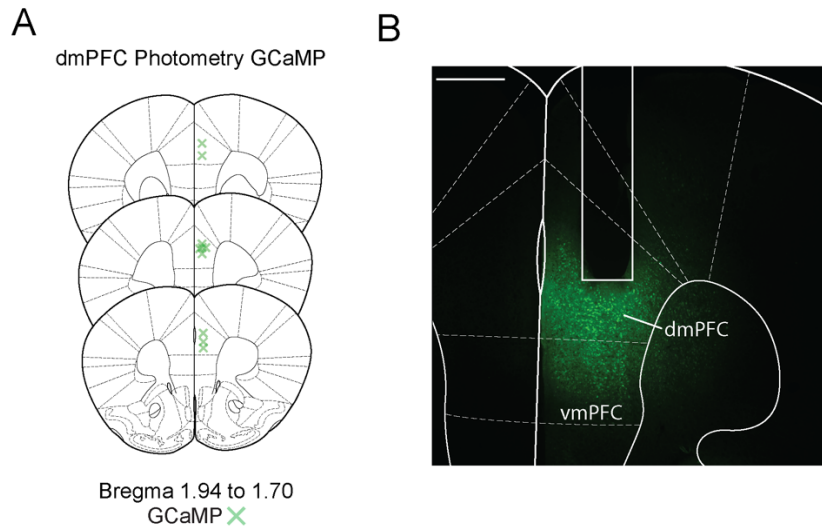 A
dmPFC Photometry GCaMP
Bregma 1.94 to 1.70
GCaMP
B
dmPFC
vmPFC